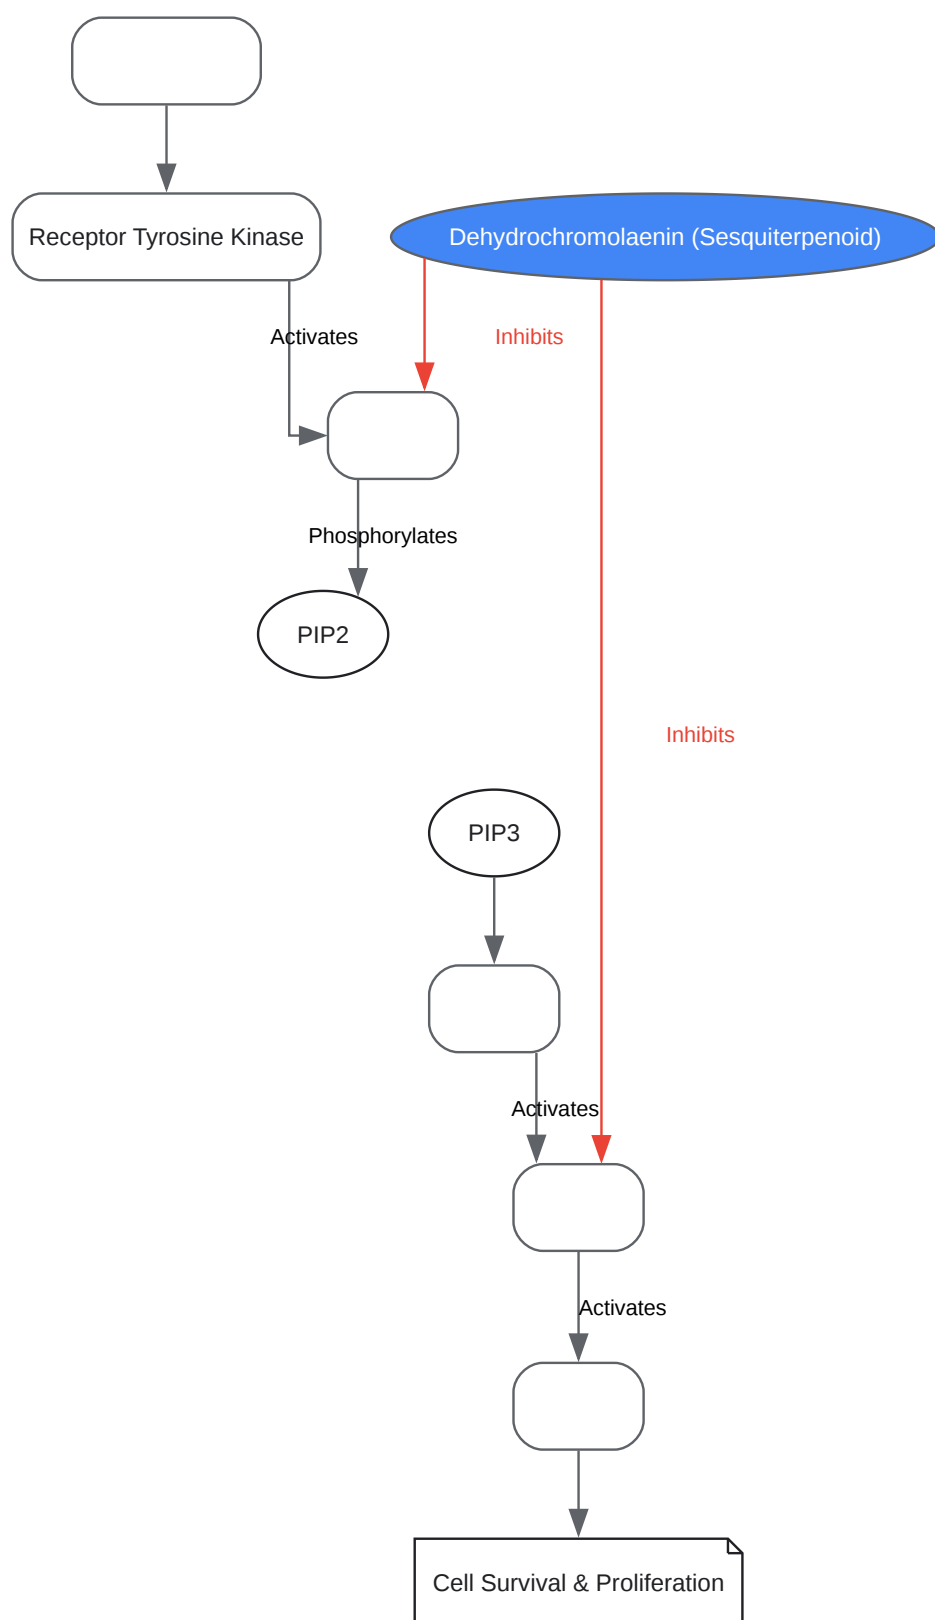 Receptor Tyrosine Kinase
Dehydrochromolaenin (Sesquiterpenoid)
Activates
Inhibits
Phosphorylates
PIP2
Inhibits
PIP3
Activates
Activates
Cell Survival & Proliferation